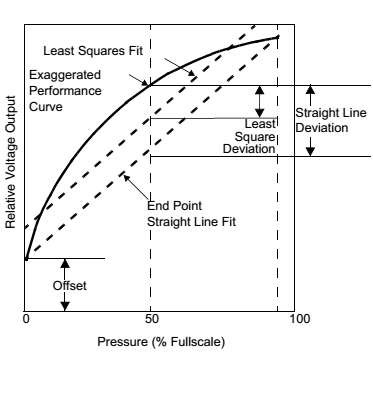 Least Squares Fit
Exaggerated
Performance
Curve
Least
Square
Deviation
Straight Line
Deviation
Relative Voltage Output
End Point
Straight Line Fit
Offset
0
50
100
Pressure (% Fullscale)